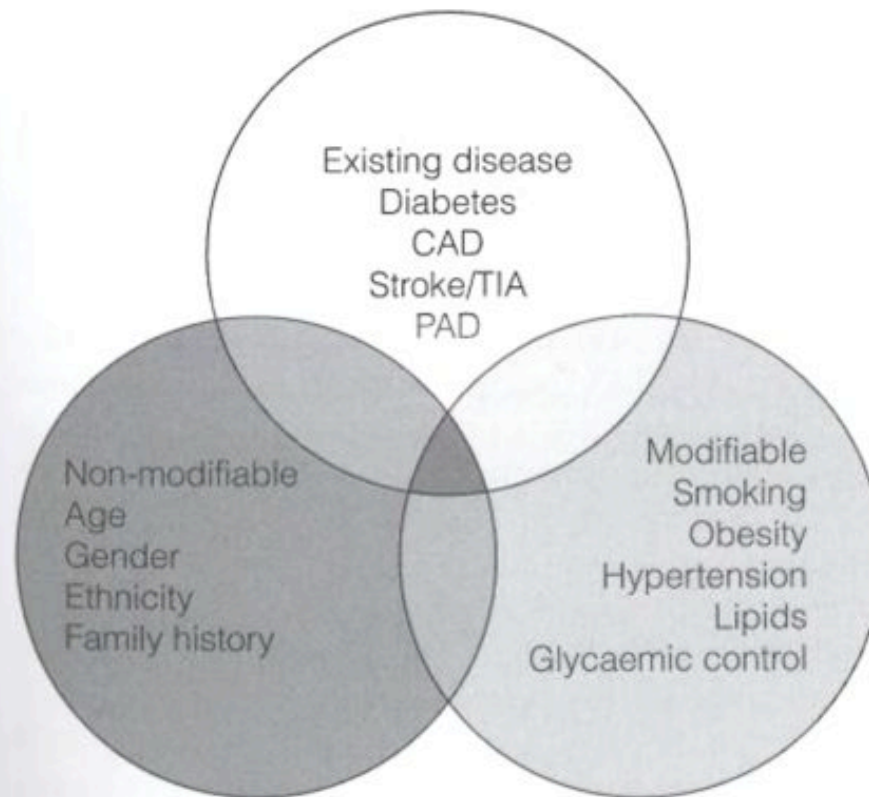 Existing disease
Diabetes
CAD
Stroke/TIA
PAD
Non-modifiable
Age
Gender
Ethnicity
Family history
Modifiable
Smoking
Obesity
Hypertension
Lipids
Glycaemic control